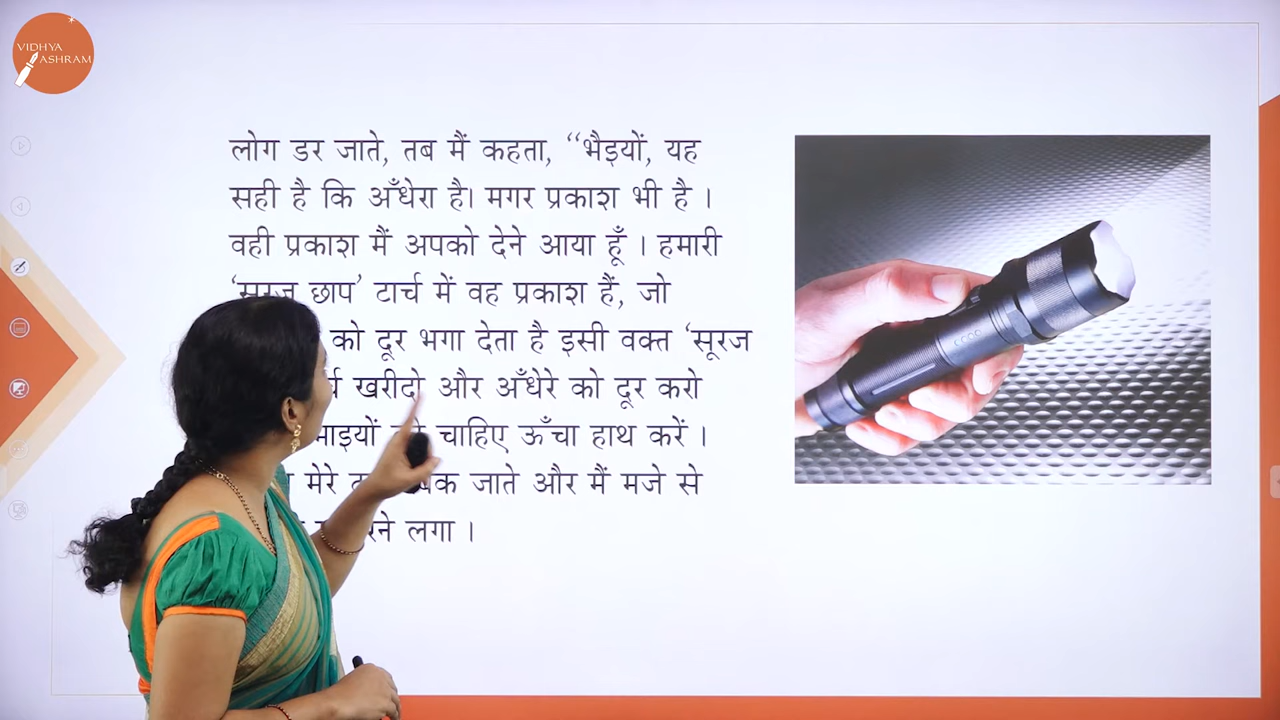 VIDHYA
ASHRAM
लोग डर जाते, तब मैं कहता, ‘‘भैइयों, यह
सही है कि अँधेरा है। मगर प्रकाश भी है ।
वही प्रकाश मैं अपको देने आया हूँ । हमारी
‘सूरज छाप’ टार्च में वह प्रकाश हैं, जो
को दूर भगा देता है इसी वक्त ‘सूरज
खरीदो और अँधेरे को दूर करो
चाहिए ऊँचा हाथ करें ।
मेरे जाते और मैं मजे से
लगा ।